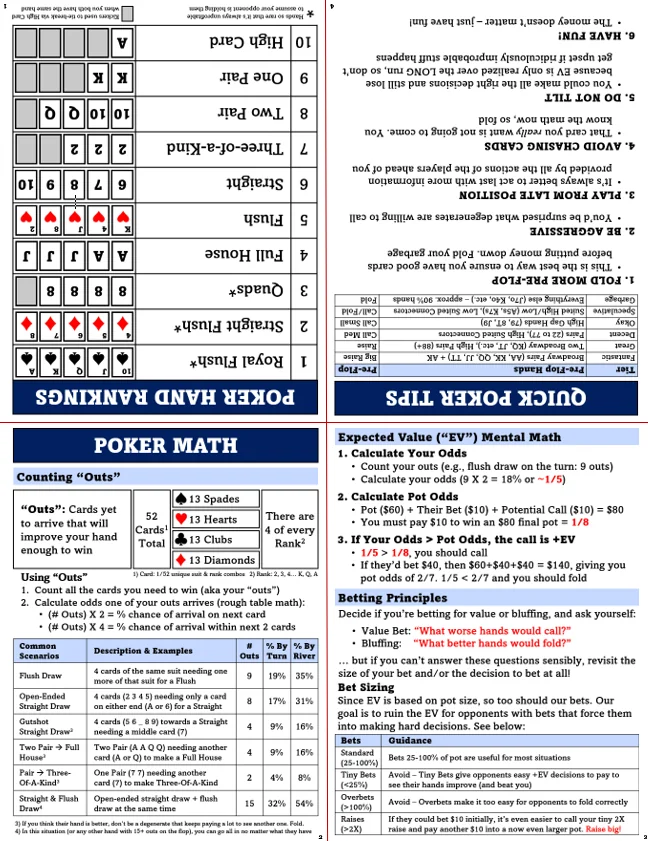 POKER HAND RANKINGS
1 Royal Flush* 10 J Q K A
2 Straight Flush* 4 5 6 7 8
3 Quads* 8 8 8 8
4 Full House A A J J J
5 Flush K 4 J 8 2
6 Straight 6 7 8 9 10
7 Three-of-a-Kind 2 2 2
8 Two Pair 10 10 Q Q
9 One Pair K K
10 High Card A
* Hands so rare that it's always unprofitable
to assume your opponent is holding them
Kickers used to tie-break via High Card
when you both have the same hand
1
QUICK POKER TIPS
Tier Pre-Flop Hands Pre-Flop
Fantastic Broadway Pairs (AA, KK, QQ, JJ, TT) + AK Big Raise
Great Two Broadway (KQ, JT, etc.), High Pairs (88+) Raise
Decent Pairs (22 to 77), High Suited Connectors Call Med
Okay High Gap Hands (79, 8T, J9) Call Small
Speculative Suited High/Low (A5s, K7s), Low Suited Connectors Call/Fold
Garbage Everything else (J7o, K4o, etc.) – approx. 90% hands Fold
1. FOLD MORE PRE-FLOP
• This is the best way to ensure you have good cards
before putting money down. Fold your garbage
2. BE AGGRESSIVE
• You'd be surprised what degenerates are willing to call
3. PLAY FROM LATE POSITION
• It's always better to act last with more information
provided by all the actions of the players ahead of you
4. AVOID CHASING CARDS
• That card you really want is not going to come. You
know the math now, so fold
5. DO NOT TILT
• You could make all the right decisions and still lose
because EV is only realized over the LONG run, so don't
get upset if ridiculously improbable stuff happens
6. HAVE FUN!
• The money doesn't matter – just have fun!
4
POKER MATH
Counting “Outs”
“Outs”: Cards yet
to arrive that will
improve your hand
enough to win
52
Cards¹
Total
♠ 13 Spades
♥ 13 Hearts
♣ 13 Clubs
♦ 13 Diamonds
There are
4 of every
Rank²
1) Card: 1/52 unique suit & rank combos 2) Rank: 2, 3, 4… K, Q, A
Using “Outs”
1. Count all the cards you need to win (aka your “outs”)
2. Calculate odds one of your outs arrives (rough table math):
• (# Outs) X 2 = % chance of arrival on next card
• (# Outs) X 4 = % chance of arrival within next 2 cards
Common Scenarios Description & Examples # Outs % By Turn % By River
Flush Draw 4 cards of the same suit needing one more of that suit for a Flush 9 19% 35%
Open-Ended Straight Draw 4 cards (2 3 4 5) needing only a card on either end (A or 6) for a Straight 8 17% 31%
Gutshot Straight Draw³ 4 cards (5 6 _ 8 9) towards a Straight needing a middle card (7) 4 9% 16%
Two Pair → Full House³ Two Pair (A A Q Q) needing another card (A or Q) to make a Full House 4 9% 16%
Pair → Three-Of-A-Kind³ One Pair (7 7) needing another card (7) to make Three-Of-A-Kind 2 4% 8%
Straight & Flush Draw⁴ Open-ended straight draw + flush draw at the same time 15 32% 54%
3) If you think their hand is better, don't be a degenerate that keeps paying a lot to see another one. Fold.
4) In this situation (or any other hand with 15+ outs on the flop), you can go all in no matter what they have
2
Expected Value (“EV”) Mental Math
1. Calculate Your Odds
• Count your outs (e.g., flush draw on the turn: 9 outs)
• Calculate your odds (9 X 2 = 18% or ~1/5)
2. Calculate Pot Odds
• Pot ($60) + Their Bet ($10) + Potential Call ($10) = $80
• You must pay $10 to win an $80 final pot = 1/8
3. If Your Odds > Pot Odds, the call is +EV
• 1/5 > 1/8, you should call
• If they'd bet $40, then $60+$40+$40 = $140, giving you
pot odds of 2/7. 1/5 < 2/7 and you should fold
Betting Principles
Decide if you're betting for value or bluffing, and ask yourself:
• Value Bet: “What worse hands would call?”
• Bluffing: “What better hands would fold?”
… but if you can't answer these questions sensibly, revisit the
size of your bet and/or the decision to bet at all!
Bet Sizing
Since EV is based on pot size, so too should our bets. Our
goal is to ruin the EV for opponents with bets that force them
into making hard decisions. See below:
Bets Guidance
Standard (25-100%) Bets 25-100% of pot are useful for most situations
Tiny Bets (<25%) Avoid – Tiny Bets give opponents easy +EV decisions to pay to see their hands improve (and beat you)
Overbets (>100%) Avoid – Overbets make it too easy for opponents to fold correctly
Raises (>2X) If they could bet $10 initially, it's even easier to call your tiny 2X raise and pay another $10 into a now even larger pot. Raise big!
3